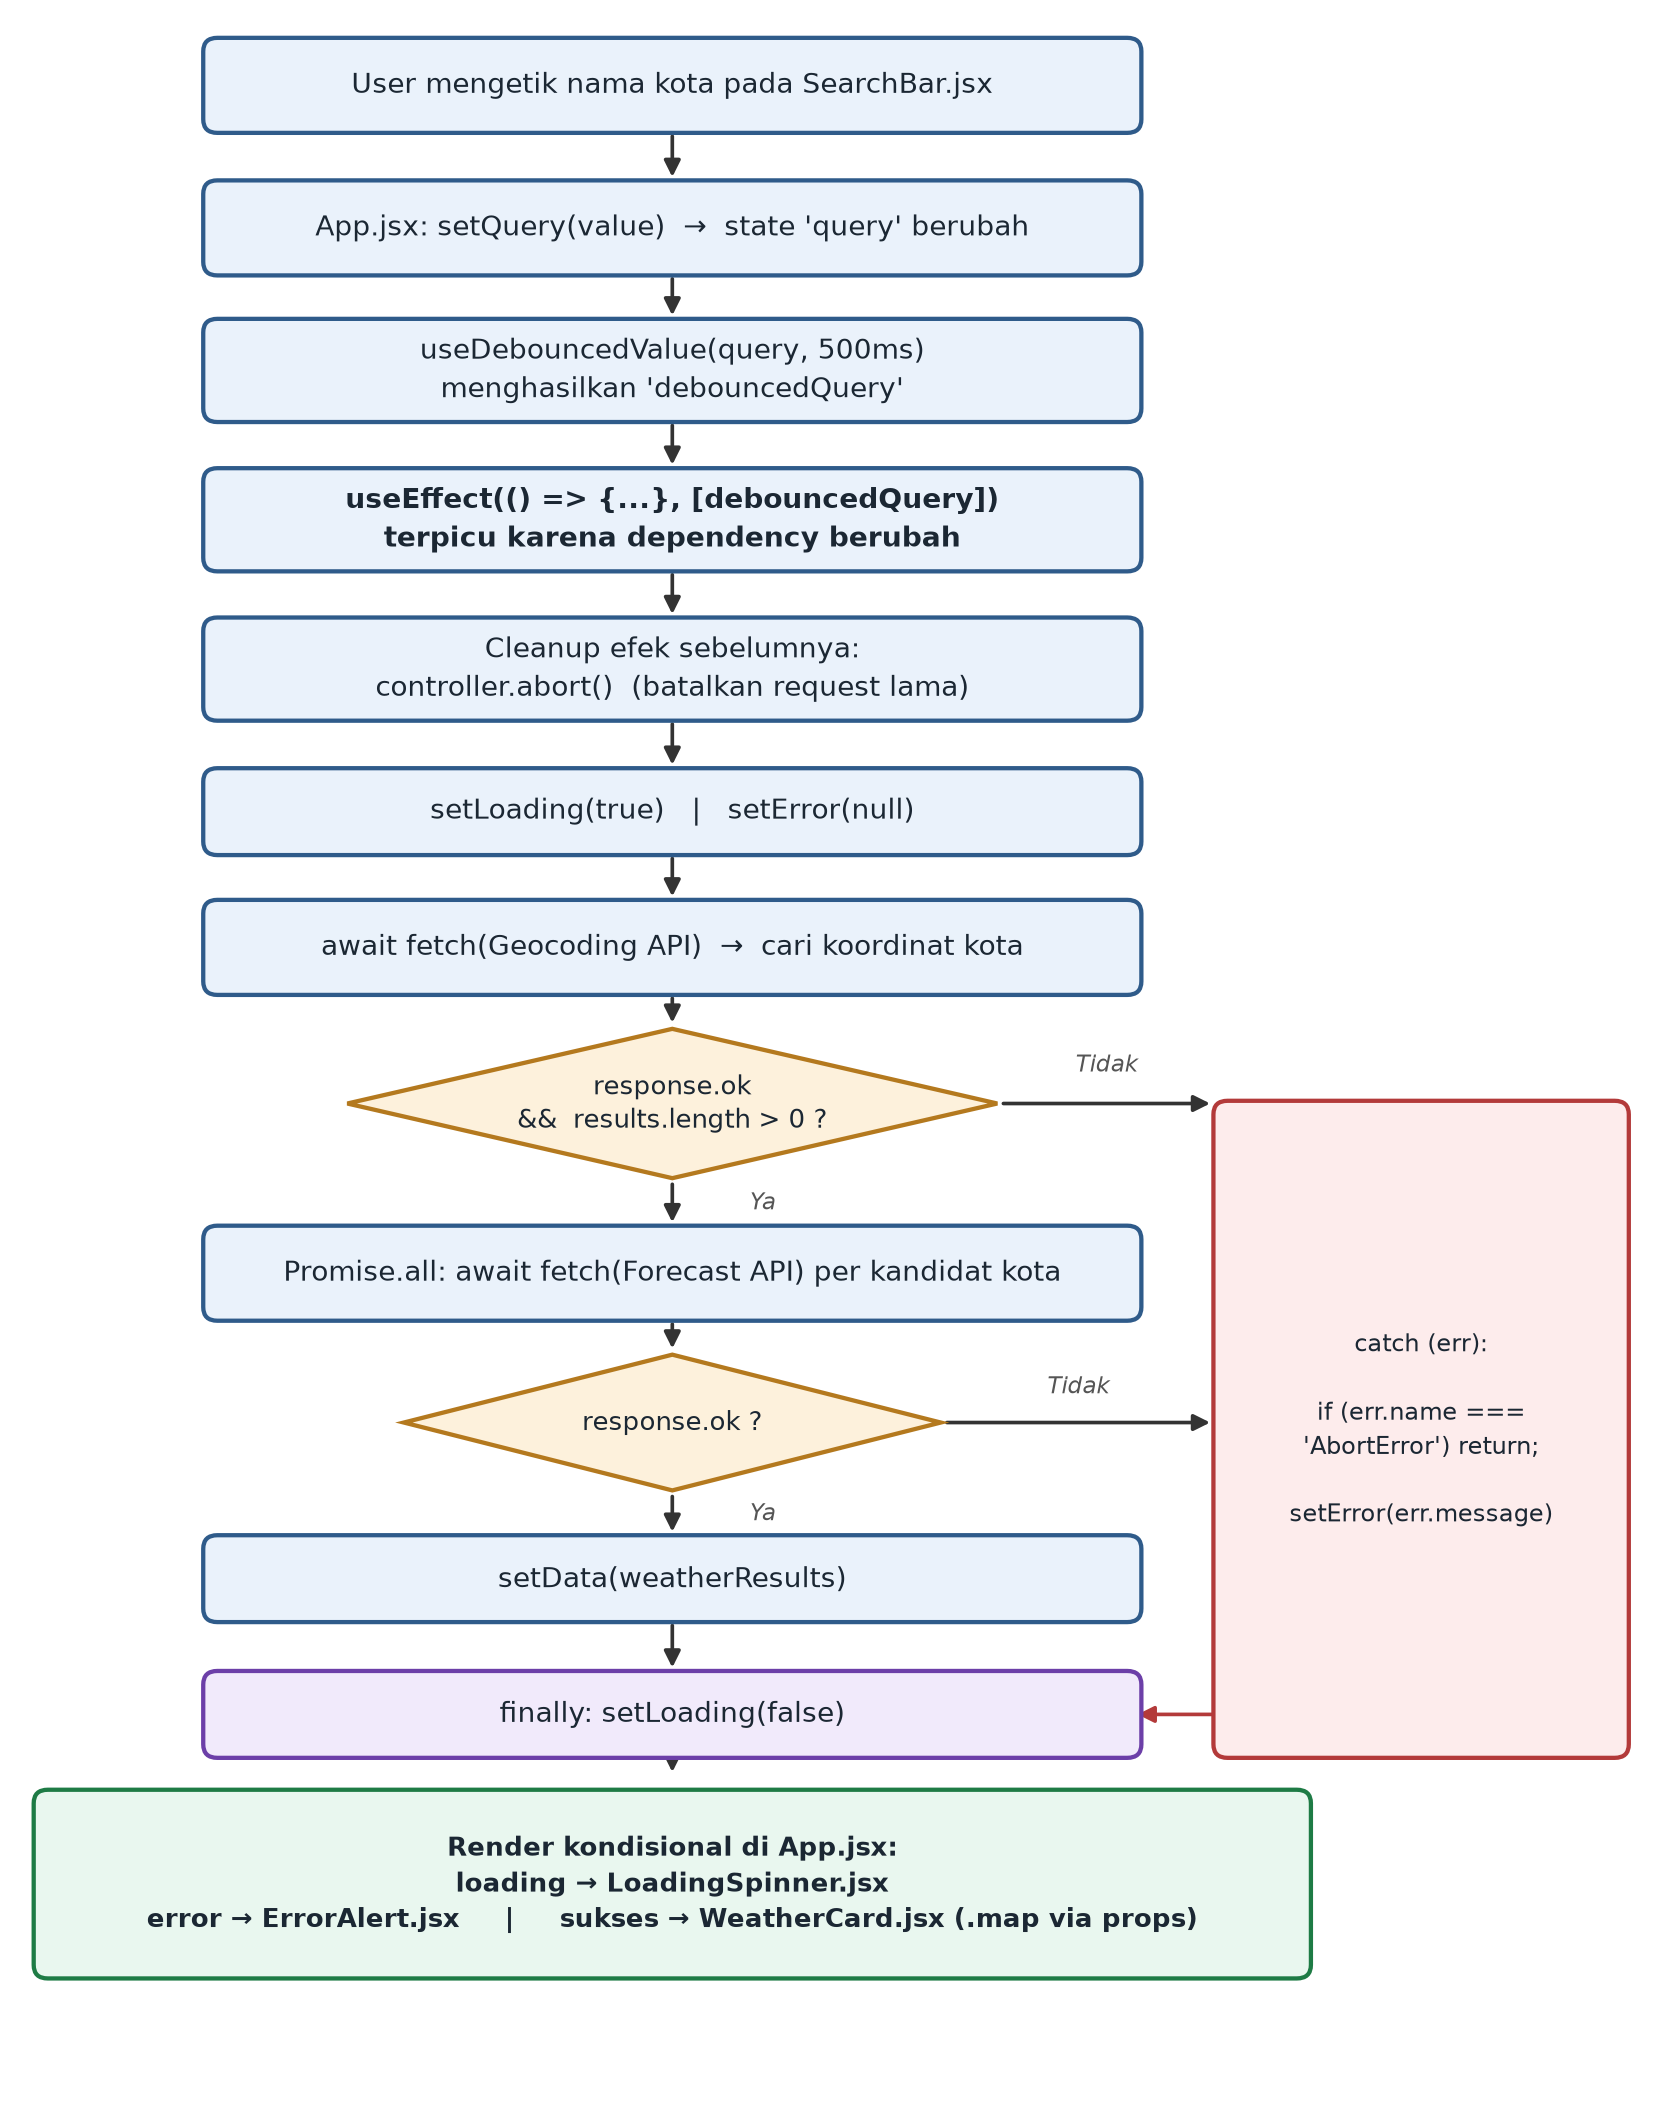 User mengetik nama kota pada SearchBar.jsx
App.jsx: setQuery(value) → state 'query' berubah
useDebouncedValue(query, 500ms)
menghasilkan 'debouncedQuery'
useEffect(() => {...}, [debouncedQuery])
terpicu karena dependency berubah
Cleanup efek sebelumnya:
controller.abort() (batalkan request lama)
setLoading(true) | setError(null)
await fetch(Geocoding API) → cari koordinat kota
response.ok
&& results.length > 0 ?
Tidak
Ya
Promise.all: await fetch(Forecast API) per kandidat kota
response.ok ?
Tidak
Ya
catch (err):
if (err.name ===
'AbortError') return;
setError(err.message)
setData(weatherResults)
finally: setLoading(false)
Render kondisional di App.jsx:
loading → LoadingSpinner.jsx
error → ErrorAlert.jsx | sukses → WeatherCard.jsx (.map via props)